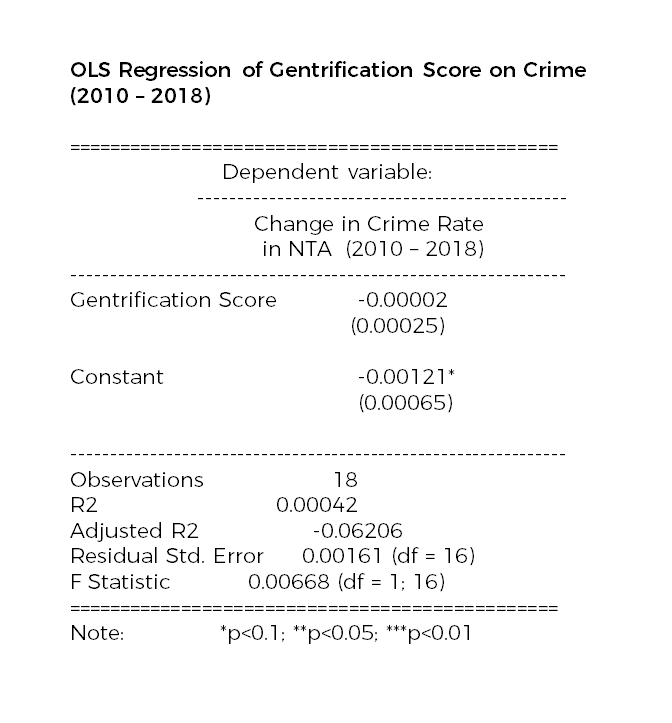 OLS Regression of Gentrification Score on Crime
(2010 – 2018)
=================================================
Dependent variable:
-----------------------------------------------
Change in Crime Rate
in NTA (2010 – 2018)
---------------------------------------------------------------
Gentrification Score -0.00002
(0.00025)
Constant -0.00121*
(0.00065)
---------------------------------------------------------------
Observations 18
R2 0.00042
Adjusted R2 -0.06206
Residual Std. Error 0.00161 (df = 16)
F Statistic 0.00668 (df = 1; 16)
=================================================
Note: *p<0.1; **p<0.05; ***p<0.01